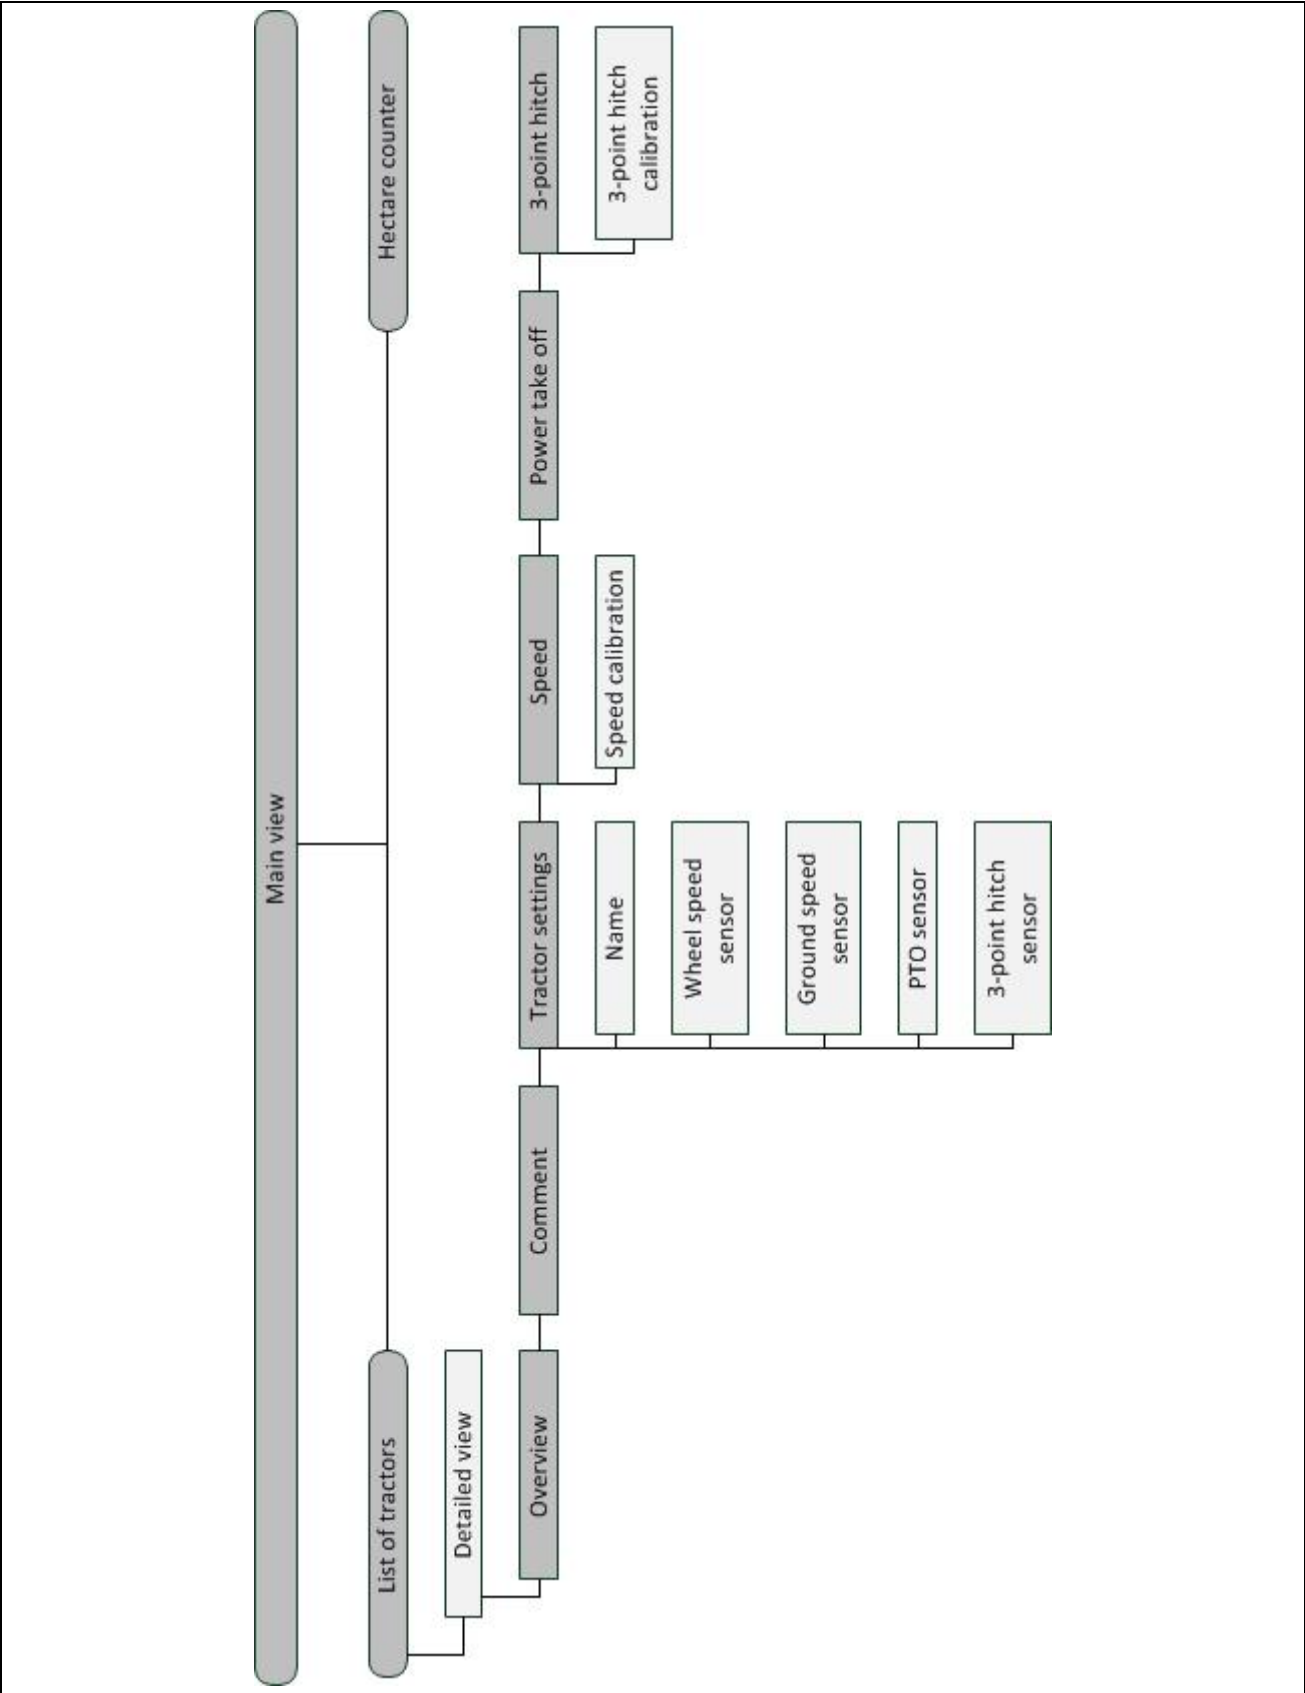 Main view
List of tractors
Hectare counter
Detailed view
Overview
Comment
Tractor settings
Speed
Power take off
3-point hitch
Name
Wheel speed
sensor
Ground speed
sensor
PTO sensor
3-point hitch
sensor
Speed calibration
3-point hitch
calibration